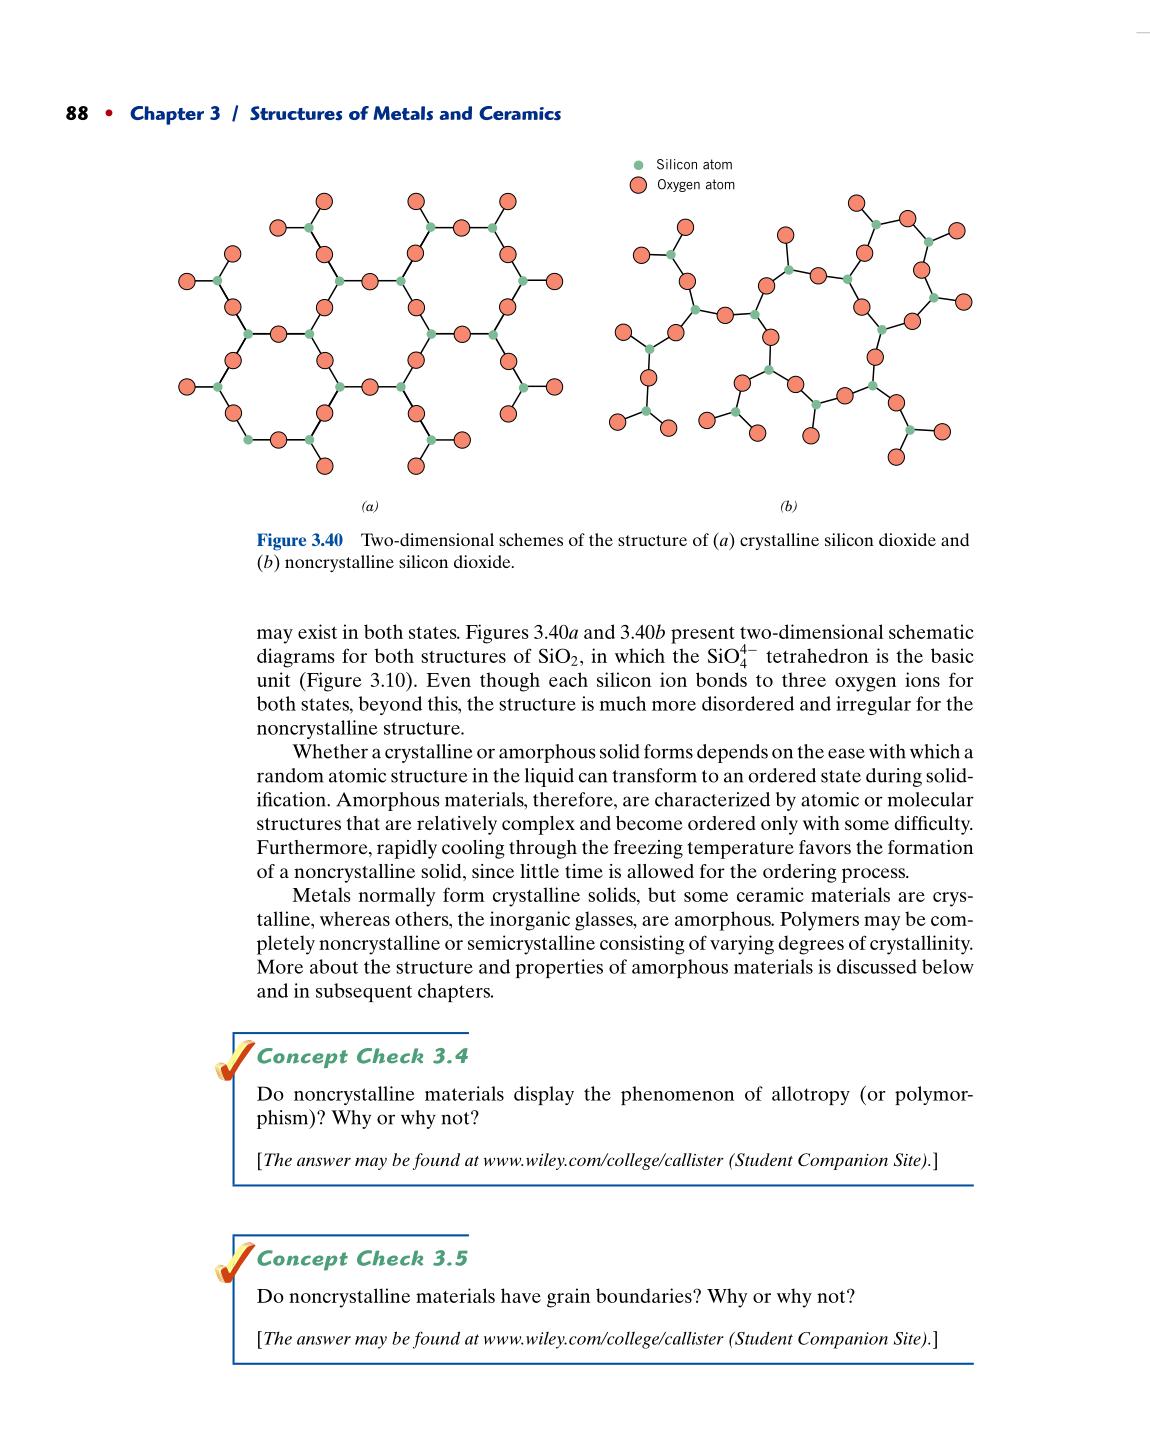 88 • Chapter 3 / Structures of Metals and Ceramics
Silicon atom
Oxygen atom
(a)
(b)
Figure 3.40 Two-dimensional schemes of the structure of (a) crystalline silicon dioxide and
(b) noncrystalline silicon dioxide.
may exist in both states. Figures 3.40a and 3.40b present two-dimensional schematic
diagrams for both structures of SiO₂, in which the SiO₄⁴⁻ tetrahedron is the basic
unit (Figure 3.10). Even though each silicon ion bonds to three oxygen ions for
both states, beyond this, the structure is much more disordered and irregular for the
noncrystalline structure.
Whether a crystalline or amorphous solid forms depends on the ease with which a
random atomic structure in the liquid can transform to an ordered state during solid-
ification. Amorphous materials, therefore, are characterized by atomic or molecular
structures that are relatively complex and become ordered only with some difficulty.
Furthermore, rapidly cooling through the freezing temperature favors the formation
of a noncrystalline solid, since little time is allowed for the ordering process.
Metals normally form crystalline solids, but some ceramic materials are crys-
talline, whereas others, the inorganic glasses, are amorphous. Polymers may be com-
pletely noncrystalline or semicrystalline consisting of varying degrees of crystallinity.
More about the structure and properties of amorphous materials is discussed below
and in subsequent chapters.
Concept Check 3.4
Do noncrystalline materials display the phenomenon of allotropy (or polymor-
phism)? Why or why not?
[The answer may be found at www.wiley.com/college/callister (Student Companion Site).]
Concept Check 3.5
Do noncrystalline materials have grain boundaries? Why or why not?
[The answer may be found at www.wiley.com/college/callister (Student Companion Site).]